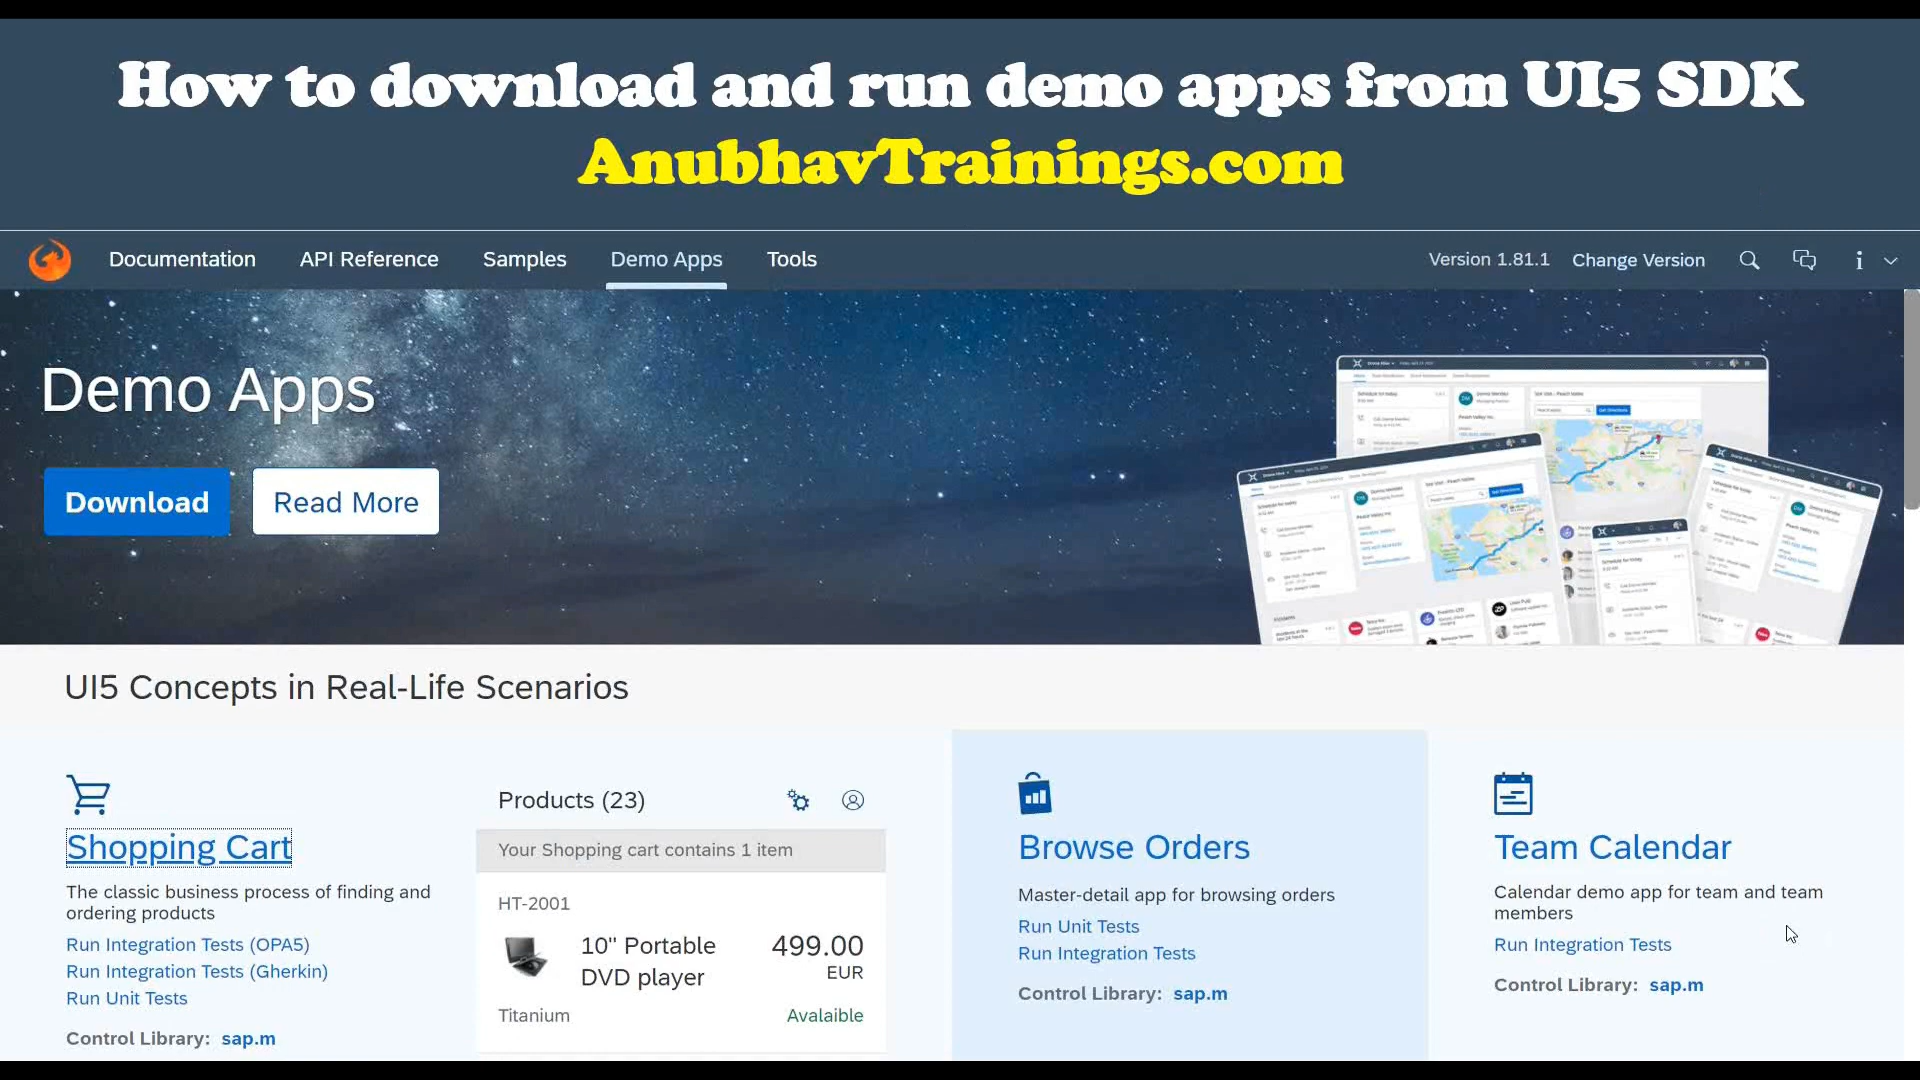 How to download and run demo apps from UI5 SDK
AnubhavTrainings.com
Documentation API Reference Samples Demo Apps Tools Version 1.81.1 Change Version
Demo Apps
Download Read More
UI5 Concepts in Real-Life Scenarios
Shopping Cart
The classic business process of finding and
ordering products
Run Integration Tests (OPA5)
Run Integration Tests (Gherkin)
Run Unit Tests
Control Library: sap.m
Products (23)
Your Shopping cart contains 1 item
HT-2001
10" Portable 499.00
DVD player EUR
Titanium Avalaible
Browse Orders
Master-detail app for browsing orders
Run Unit Tests
Run Integration Tests
Control Library: sap.m
Team Calendar
Calendar demo app for team and team
members
Run Integration Tests
Control Library: sap.m